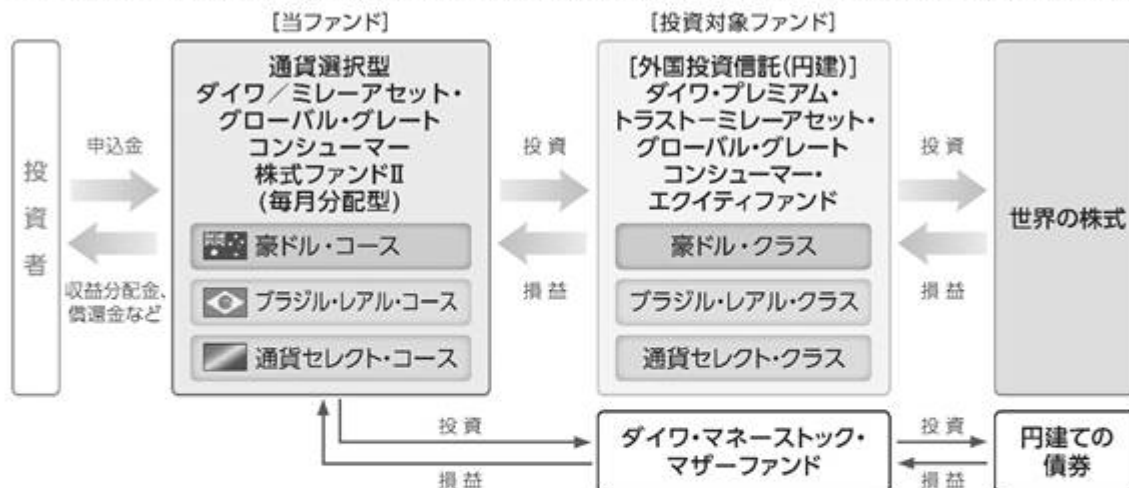 [当ファンド]
[投資対象ファンド]
投資者
申込金
収益分配金、
償還金など
通貨選択型
ダイワ／ミレーアセット・
グローバル・グレート
コンシューマー
株式ファンドⅡ
(毎月分配型)
豪ドル・コース
ブラジル・レアル・コース
通貨セレクト・コース
投資
損益
[外国投資信託(円建)]
ダイワ・プレミアム・
トラストーミレーアセット・
グローバル・グレート
コンシューマー・
エクイティファンド
豪ドル・クラス
ブラジル・レアル・クラス
通貨セレクト・クラス
投資
損益
世界の株式
投資
損益
ダイワ・マネーストック・
マザーファンド
投資
損益
円建ての
債券